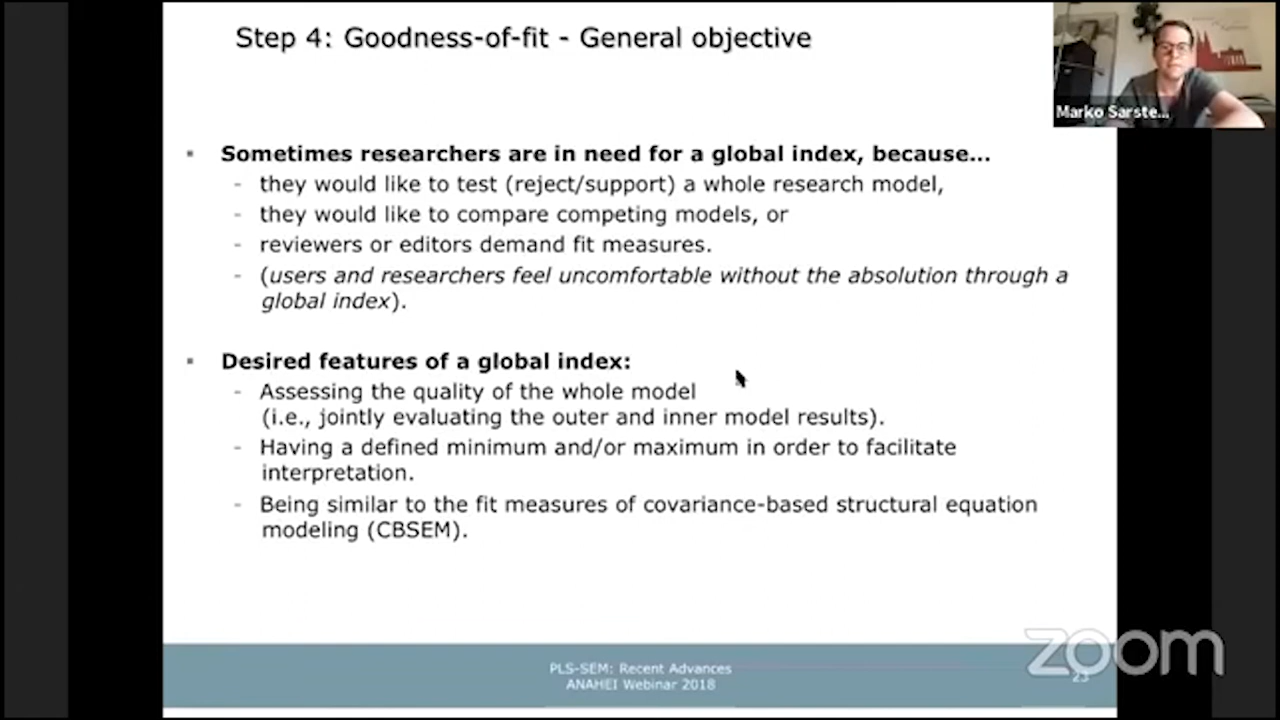 Step 4: Goodness-of-fit - General objective
Marko Sarste...
▪ Sometimes researchers are in need for a global index, because...
- they would like to test (reject/support) a whole research model,
- they would like to compare competing models, or
- reviewers or editors demand fit measures.
- (users and researchers feel uncomfortable without the absolution through a
global index).
▪ Desired features of a global index:
- Assessing the quality of the whole model
(i.e., jointly evaluating the outer and inner model results).
- Having a defined minimum and/or maximum in order to facilitate
interpretation.
- Being similar to the fit measures of covariance-based structural equation
modeling (CBSEM).
PLS-SEM: Recent Advances
ANAHEI Webinar 2018
zoom
23